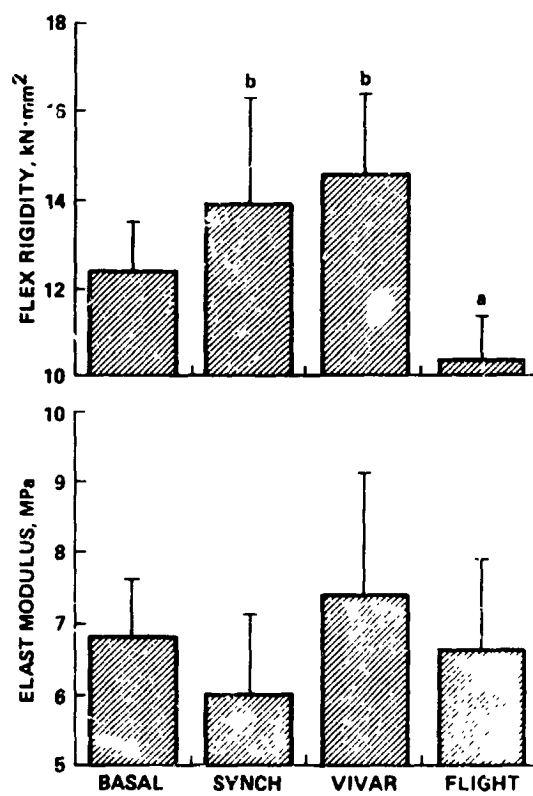 FLEX RIGIDITY, kN·mm²
18
16
14
12
10
b
b
a
ELAST MODULUS, MPa
10
9
8
7
6
5
BASAL SYNCH VIVAR FLIGHT